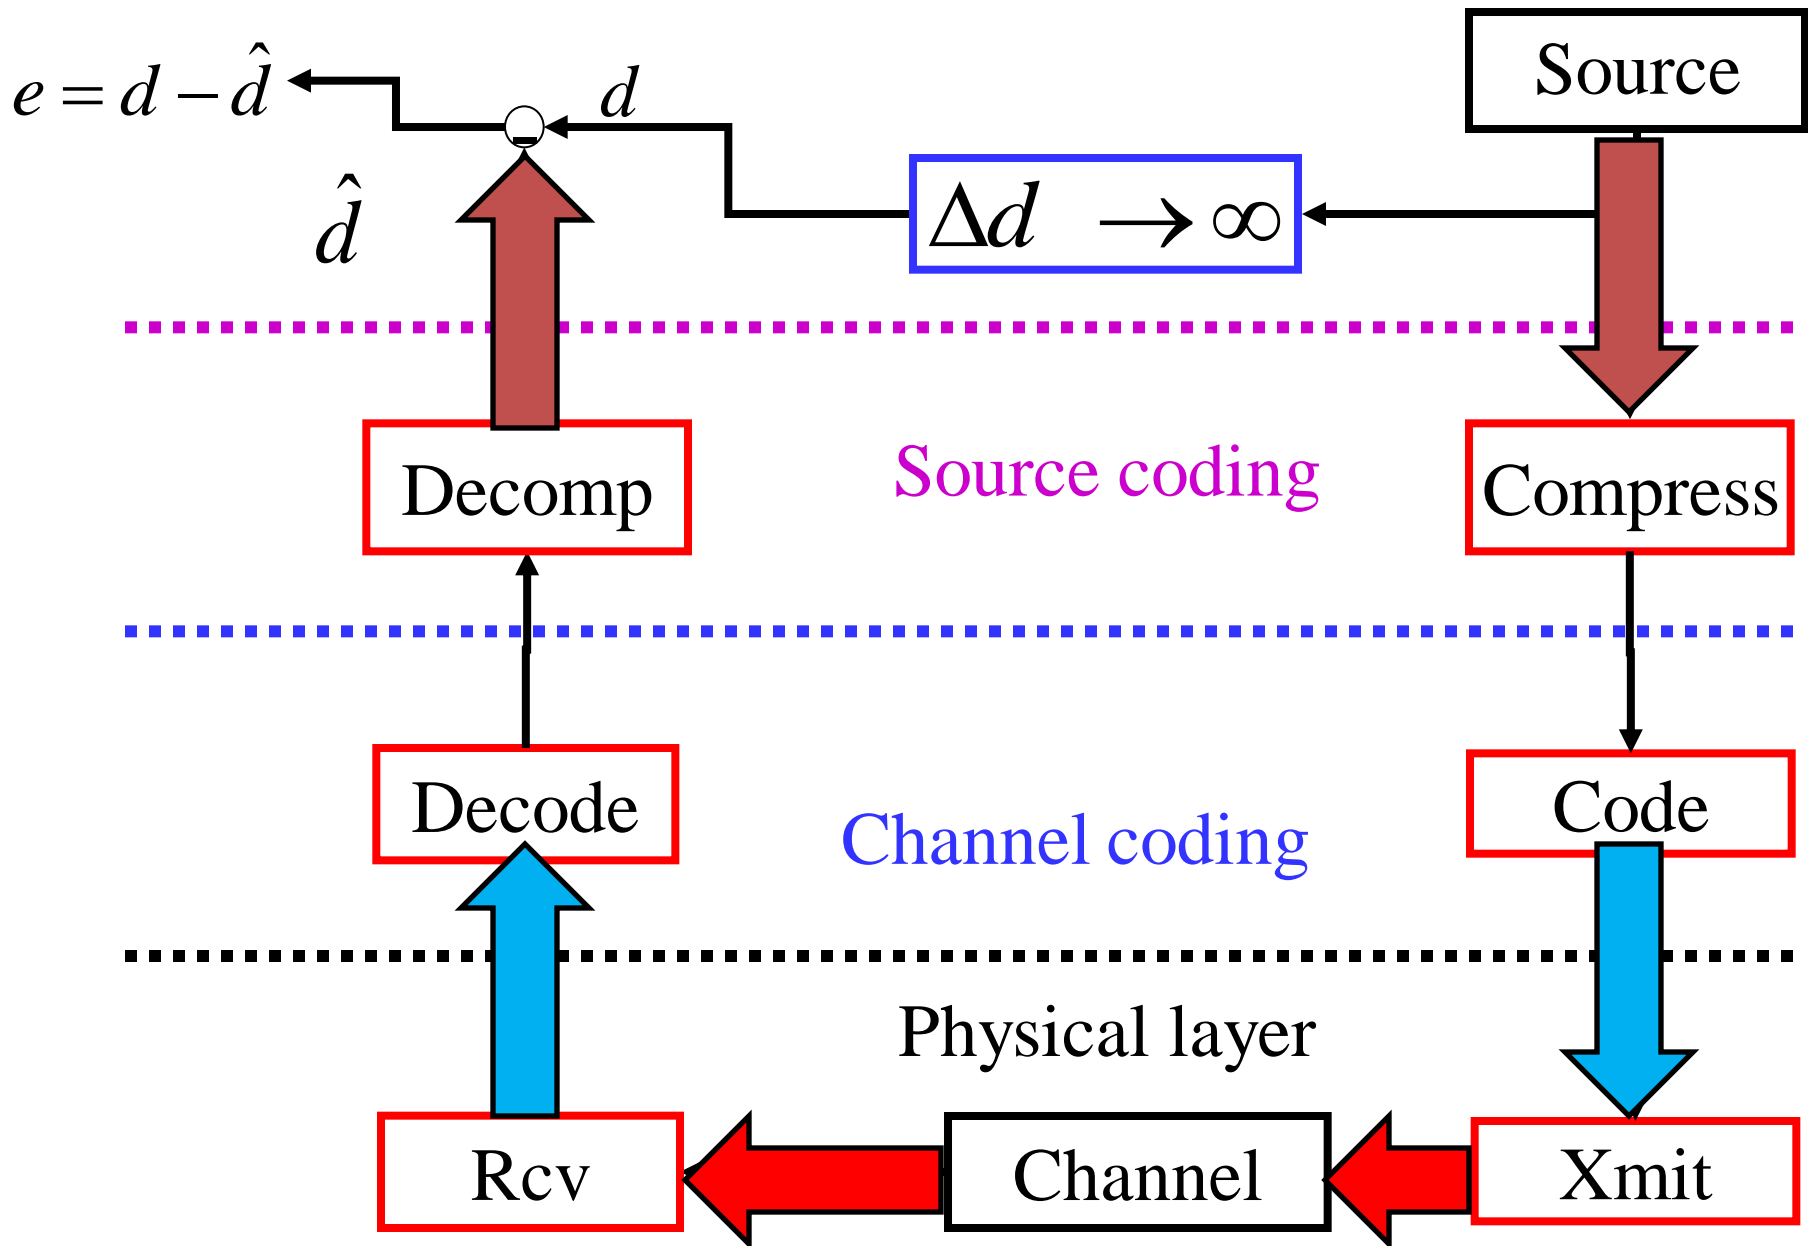 Source
e = d − d̂
d
Δd → ∞
d̂
Source coding
Decomp
Compress
Decode
Code
Channel coding
Physical layer
Rcv
Channel
Xmit